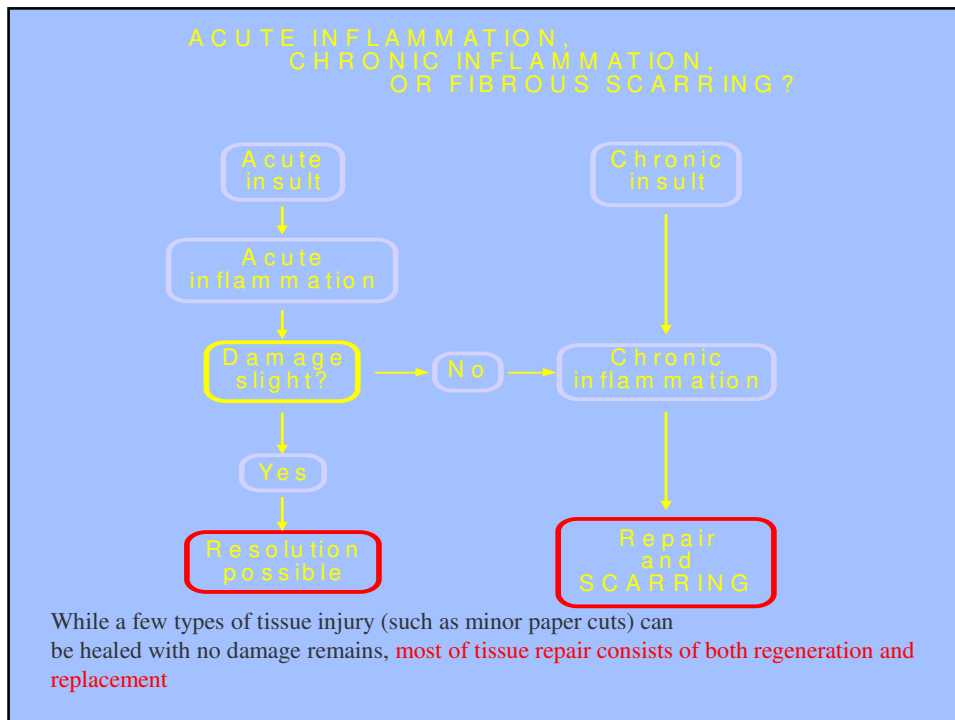 ACUTE INFLAMMATION,
CHRONIC INFLAMMATION,
OR FIBROUS SCARRING?
Acute
insult
Chronic
insult
Acute
inflammation
Damage
slight?
No
Chronic
inflammation
Yes
Resolution
possible
Repair
and
SCARRING
While a few types of tissue injury (such as minor paper cuts) can
be healed with no damage remains, most of tissue repair consists of both regeneration and
replacement